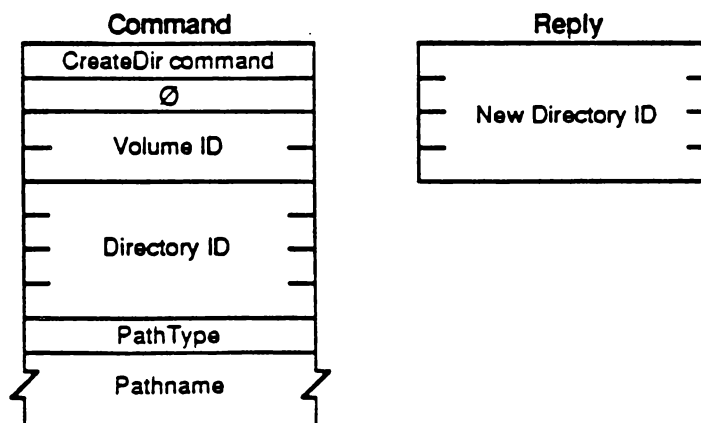 Command
CreateDir command
Ø
Volume ID
Directory ID
PathType
Pathname
Reply
New Directory ID